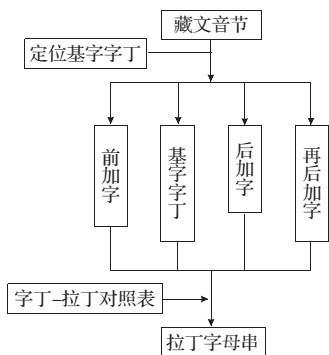 藏文音节
定位基字字丁
前加字
基字字丁
后加字
再后加字
字丁–拉丁对照表
拉丁字母串